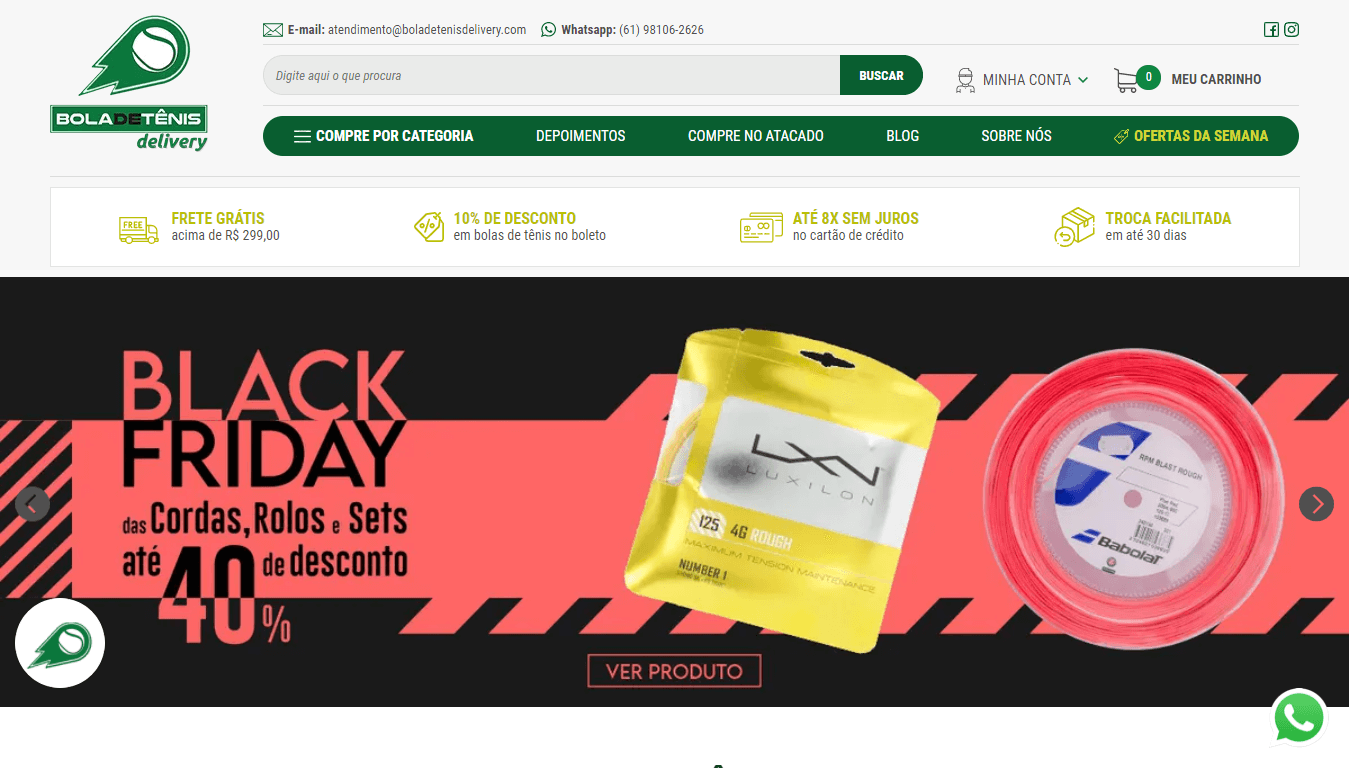 E-mail: atendimento@boladetenisdelivery.com
Whatsapp: (61) 98106-2626
BOLADETÊNIS
delivery
Digite aqui o que procura
BUSCAR
MINHA CONTA
0
MEU CARRINHO
COMPRE POR CATEGORIA
DEPOIMENTOS
COMPRE NO ATACADO
BLOG
SOBRE NÓS
OFERTAS DA SEMANA
FREE
FRETE GRÁTIS
acima de R$ 299,00
10% DE DESCONTO
em bolas de tênis no boleto
ATÉ 8X SEM JUROS
no cartão de crédito
TROCA FACILITADA
em até 30 dias
BLACK
FRIDAY
das Cordas, Rolos e Sets
até 40% de desconto
LXN
LUXILON
125 4G ROUGH
MAXIMUM TENSION MAINTENANCE
NUMBER 1
RPM BLAST ROUGH
Babolat
VER PRODUTO